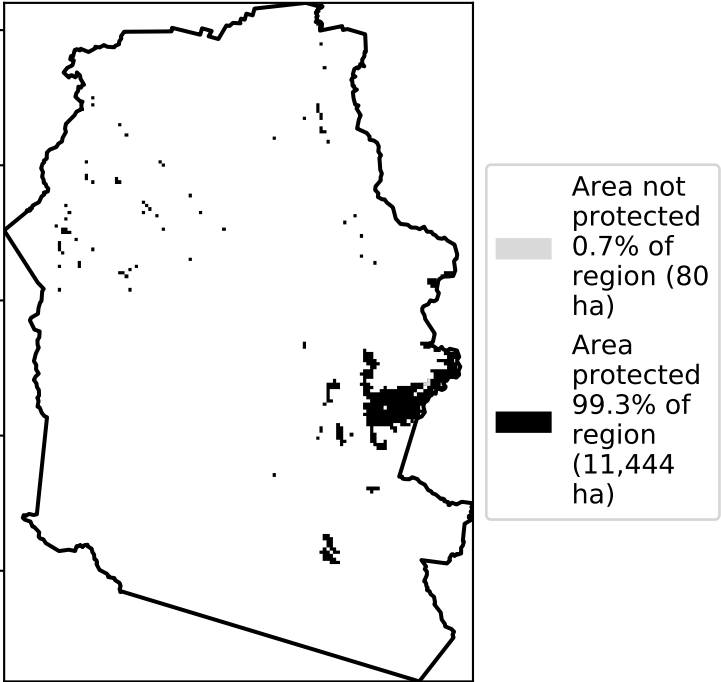 Area not
protected
0.7% of
region (80
ha)
Area
protected
99.3% of
region
(11,444
ha)